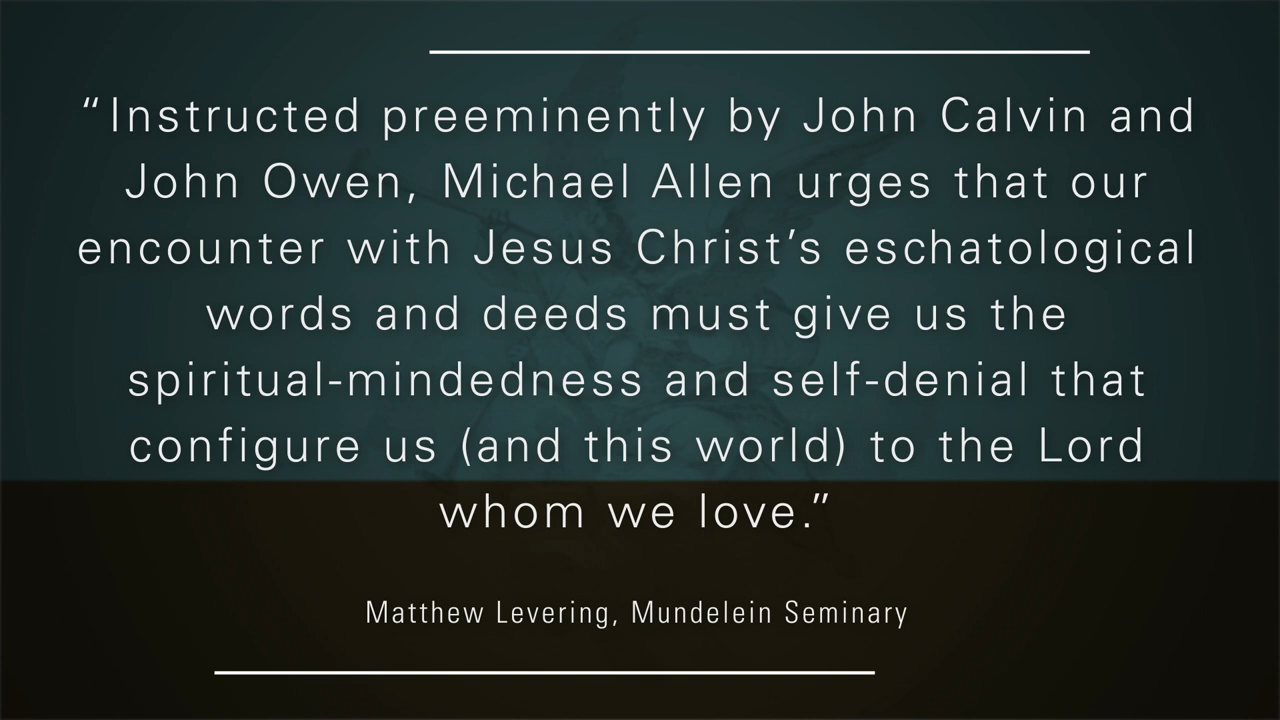 “Instructed preeminently by John Calvin and
John Owen, Michael Allen urges that our
encounter with Jesus Christ’s eschatological
words and deeds must give us the
spiritual-mindedness and self-denial that
configure us (and this world) to the Lord
whom we love.”
Matthew Levering, Mundelein Seminary